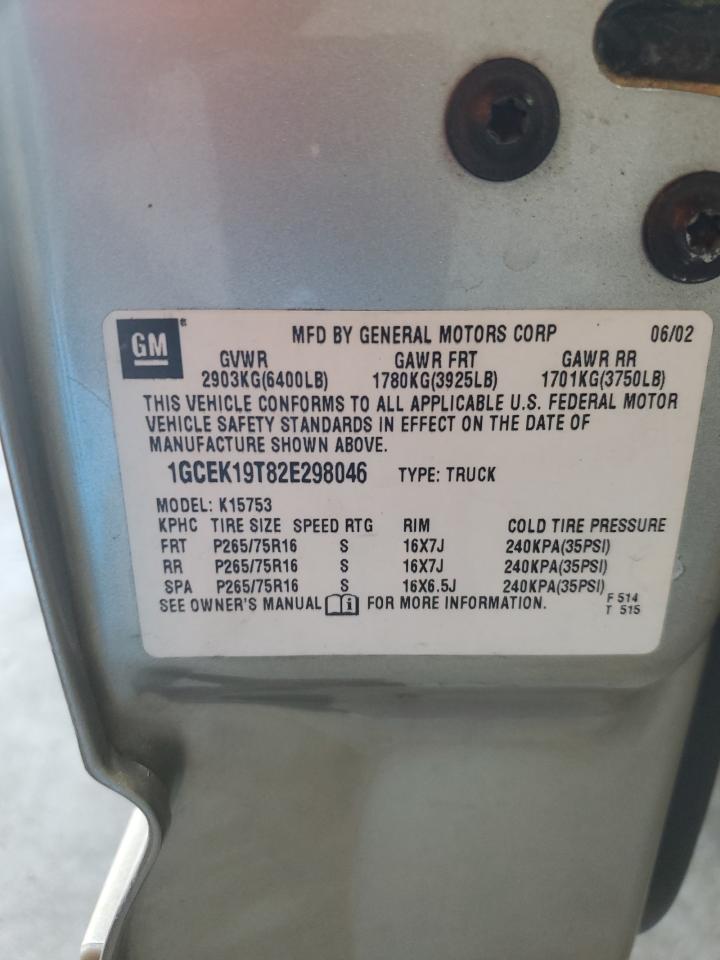 GM®
MFD BY GENERAL MOTORS CORP 06/02
GVWR GAWR FRT GAWR RR
2903KG(6400LB) 1780KG(3925LB) 1701KG(3750LB)
THIS VEHICLE CONFORMS TO ALL APPLICABLE U.S. FEDERAL MOTOR
VEHICLE SAFETY STANDARDS IN EFFECT ON THE DATE OF
MANUFACTURE SHOWN ABOVE.
1GCEK19T82E298046 TYPE: TRUCK
MODEL: K15753
KPHC TIRE SIZE SPEED RTG RIM COLD TIRE PRESSURE
FRT P265/75R16 S 16X7J 240KPA(35PSI)
RR P265/75R16 S 16X7J 240KPA(35PSI)
SPA P265/75R16 S 16X6.5J 240KPA(35PSI)
SEE OWNER'S MANUAL i FOR MORE INFORMATION. F 514
T 515